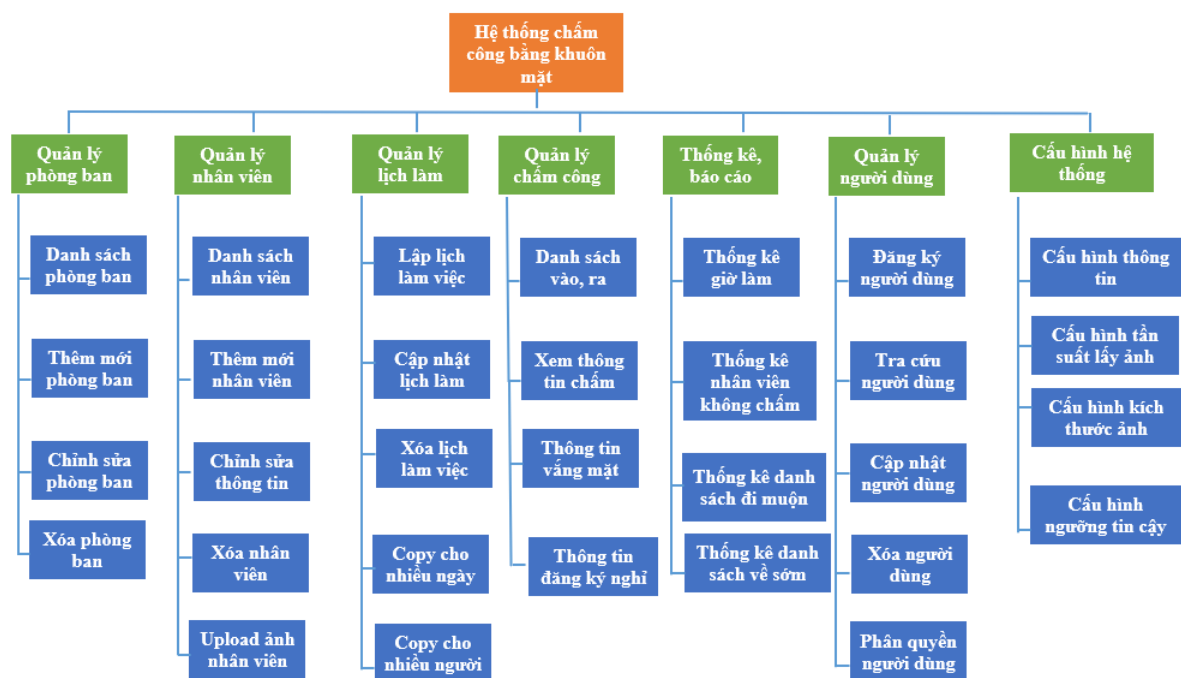 Hệ thống chấm
công bằng khuôn
mặt
Quản lý
phòng ban
Danh sách
phòng ban
Thêm mới
phòng ban
Chỉnh sửa
phòng ban
Xóa phòng
ban
Quản lý
nhân viên
Danh sách
nhân viên
Thêm mới
nhân viên
Chỉnh sửa
thông tin
Xóa nhân
viên
Upload ảnh
nhân viên
Quản lý
lịch làm
Lập lịch
làm việc
Cập nhật
lịch làm
Xóa lịch
làm việc
Copy cho
nhiều ngày
Copy cho
nhiều người
Quản lý
chấm công
Danh sách
vào, ra
Xem thông
tin chấm
Thông tin
vắng mặt
Thông tin
đăng ký nghỉ
Thống kê,
báo cáo
Thống kê
giờ làm
Thống kê
nhân viên
không chấm
Thống kê danh
sách đi muộn
Thống kê danh
sách về sớm
Quản lý
người dùng
Đăng ký
người dùng
Tra cứu
người dùng
Cập nhật
người dùng
Xóa người
dùng
Phân quyền
người dùng
Cấu hình hệ
thống
Cấu hình thông
tin
Cấu hình tần
suất lấy ảnh
Cấu hình kích
thước ảnh
Cấu hình
ngưỡng tin cậy